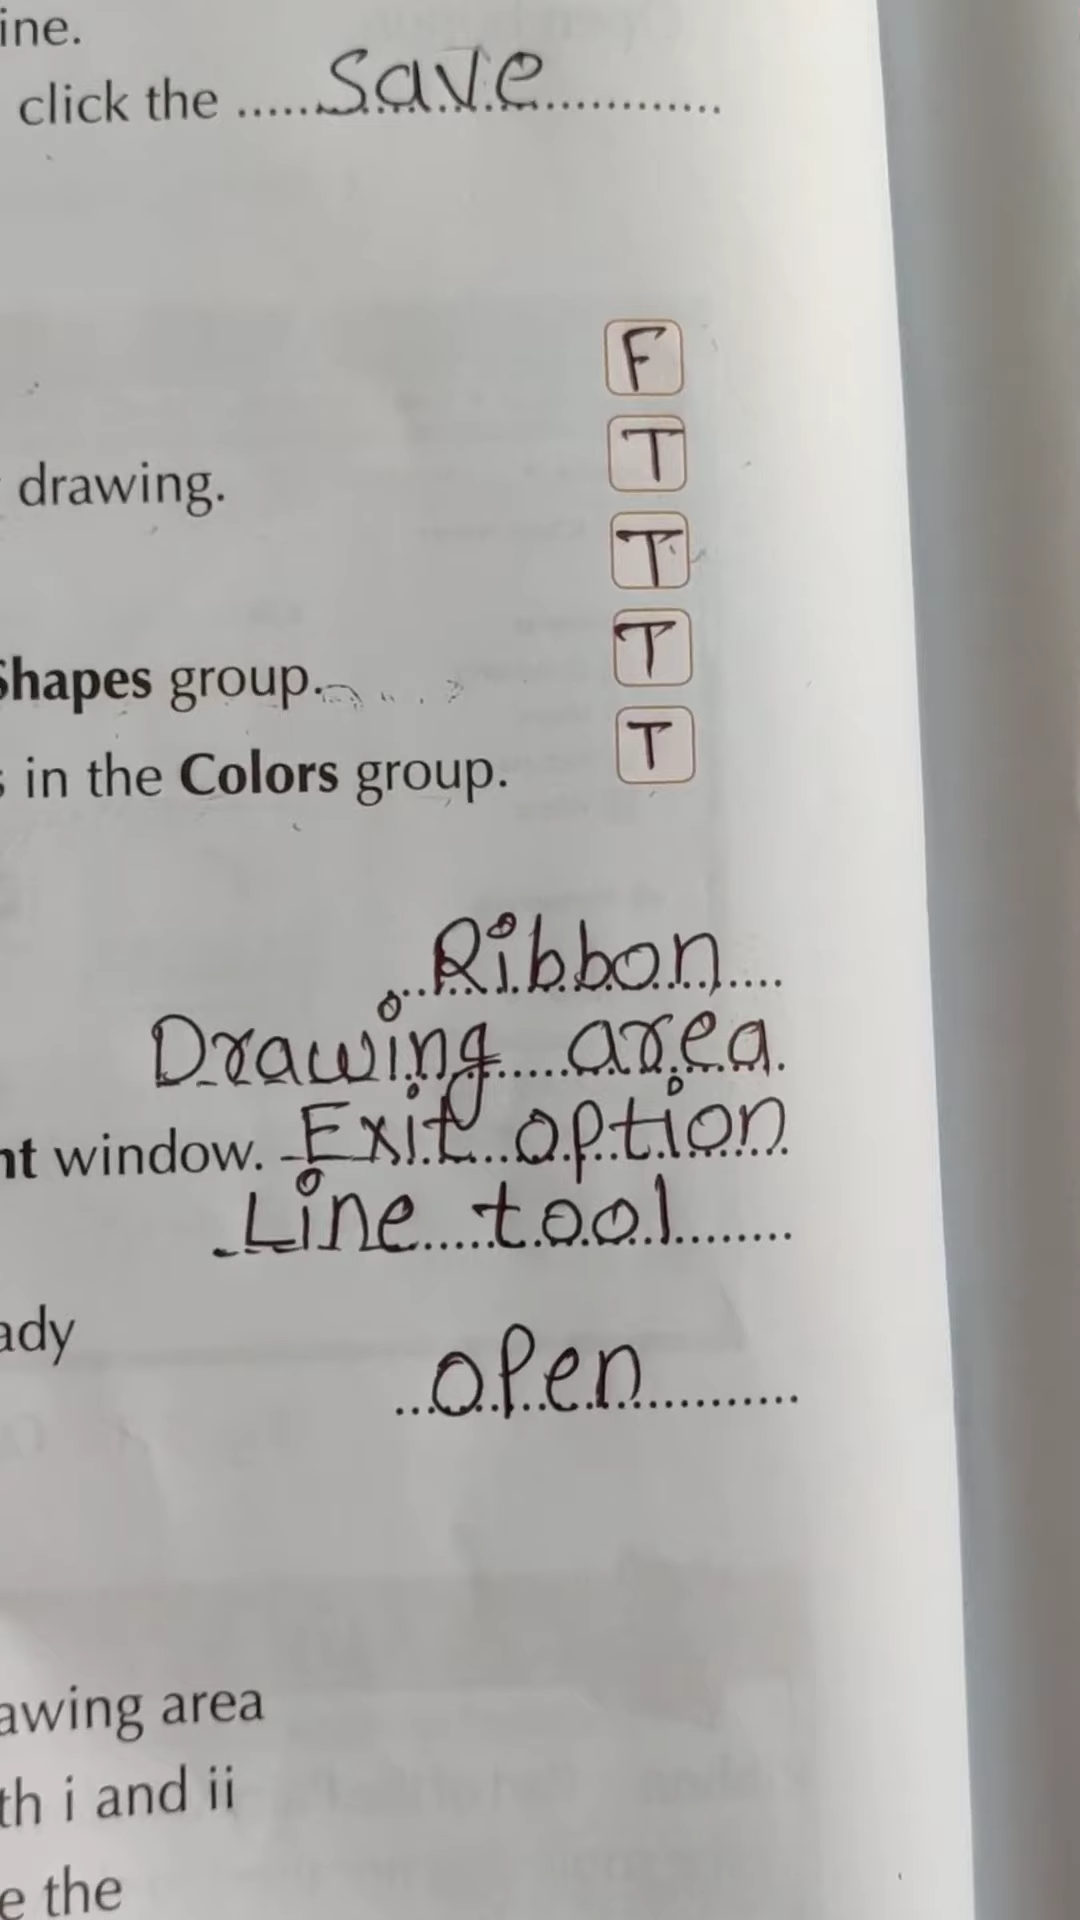 ine.
click the ..... save ............
F
T
drawing.
T
T
Shapes group.
T
in the Colors group.
Ribbon
Drawing area
nt window. Exit option
Line tool
ady
open
awing area
th i and ii
e the